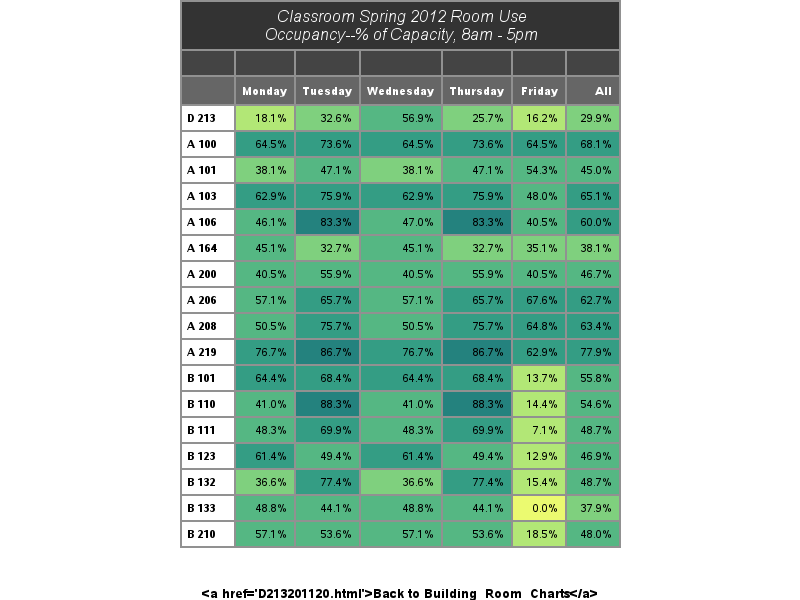 Classroom Spring 2012 Room Use
Occupancy--% of Capacity, 8am - 5pm
Monday Tuesday Wednesday Thursday Friday All
D 213 18.1% 32.6% 56.9% 25.7% 16.2% 29.9%
A 100 64.5% 73.6% 64.5% 73.6% 64.5% 68.1%
A 101 38.1% 47.1% 38.1% 47.1% 54.3% 45.0%
A 103 62.9% 75.9% 62.9% 75.9% 48.0% 65.1%
A 106 46.1% 83.3% 47.0% 83.3% 40.5% 60.0%
A 164 45.1% 32.7% 45.1% 32.7% 35.1% 38.1%
A 200 40.5% 55.9% 40.5% 55.9% 40.5% 46.7%
A 206 57.1% 65.7% 57.1% 65.7% 67.6% 62.7%
A 208 50.5% 75.7% 50.5% 75.7% 64.8% 63.4%
A 219 76.7% 86.7% 76.7% 86.7% 62.9% 77.9%
B 101 64.4% 68.4% 64.4% 68.4% 13.7% 55.8%
B 110 41.0% 88.3% 41.0% 88.3% 14.4% 54.6%
B 111 48.3% 69.9% 48.3% 69.9% 7.1% 48.7%
B 123 61.4% 49.4% 61.4% 49.4% 12.9% 46.9%
B 132 36.6% 77.4% 36.6% 77.4% 15.4% 48.7%
B 133 48.8% 44.1% 48.8% 44.1% 0.0% 37.9%
B 210 57.1% 53.6% 57.1% 53.6% 18.5% 48.0%
<a href='D213201120.html'>Back to Building_Room_Charts</a>